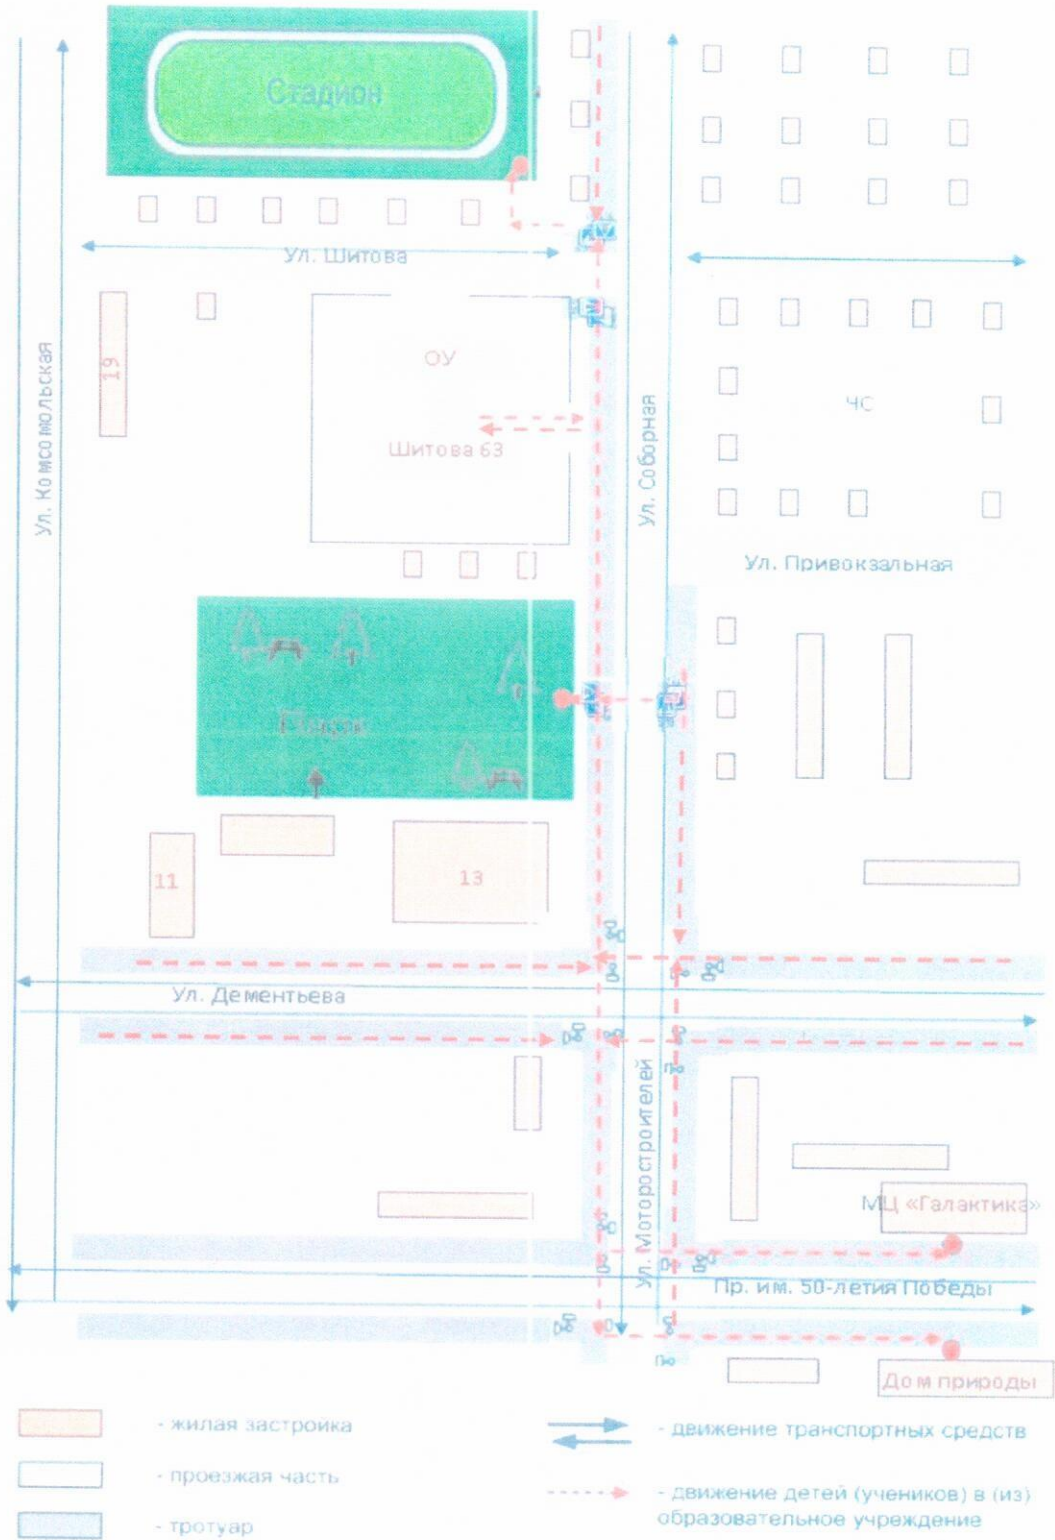 Стадион
Ул. Шитова
Ул. Комсомольская
19
ОУ
Шитова 63
Ул. Соборная
ЧС
Ул. Привокзальная
Парк
11
13
Ул. Дементьева
Ул. Моторостроителей
МЦ «Галактика»
Пр. им. 50-летия Победы
Дом природы
- жилая застройка
- проезжая часть
- тротуар
- движение транспортных средств
- движение детей (учеников) в (из)
образовательное учреждение